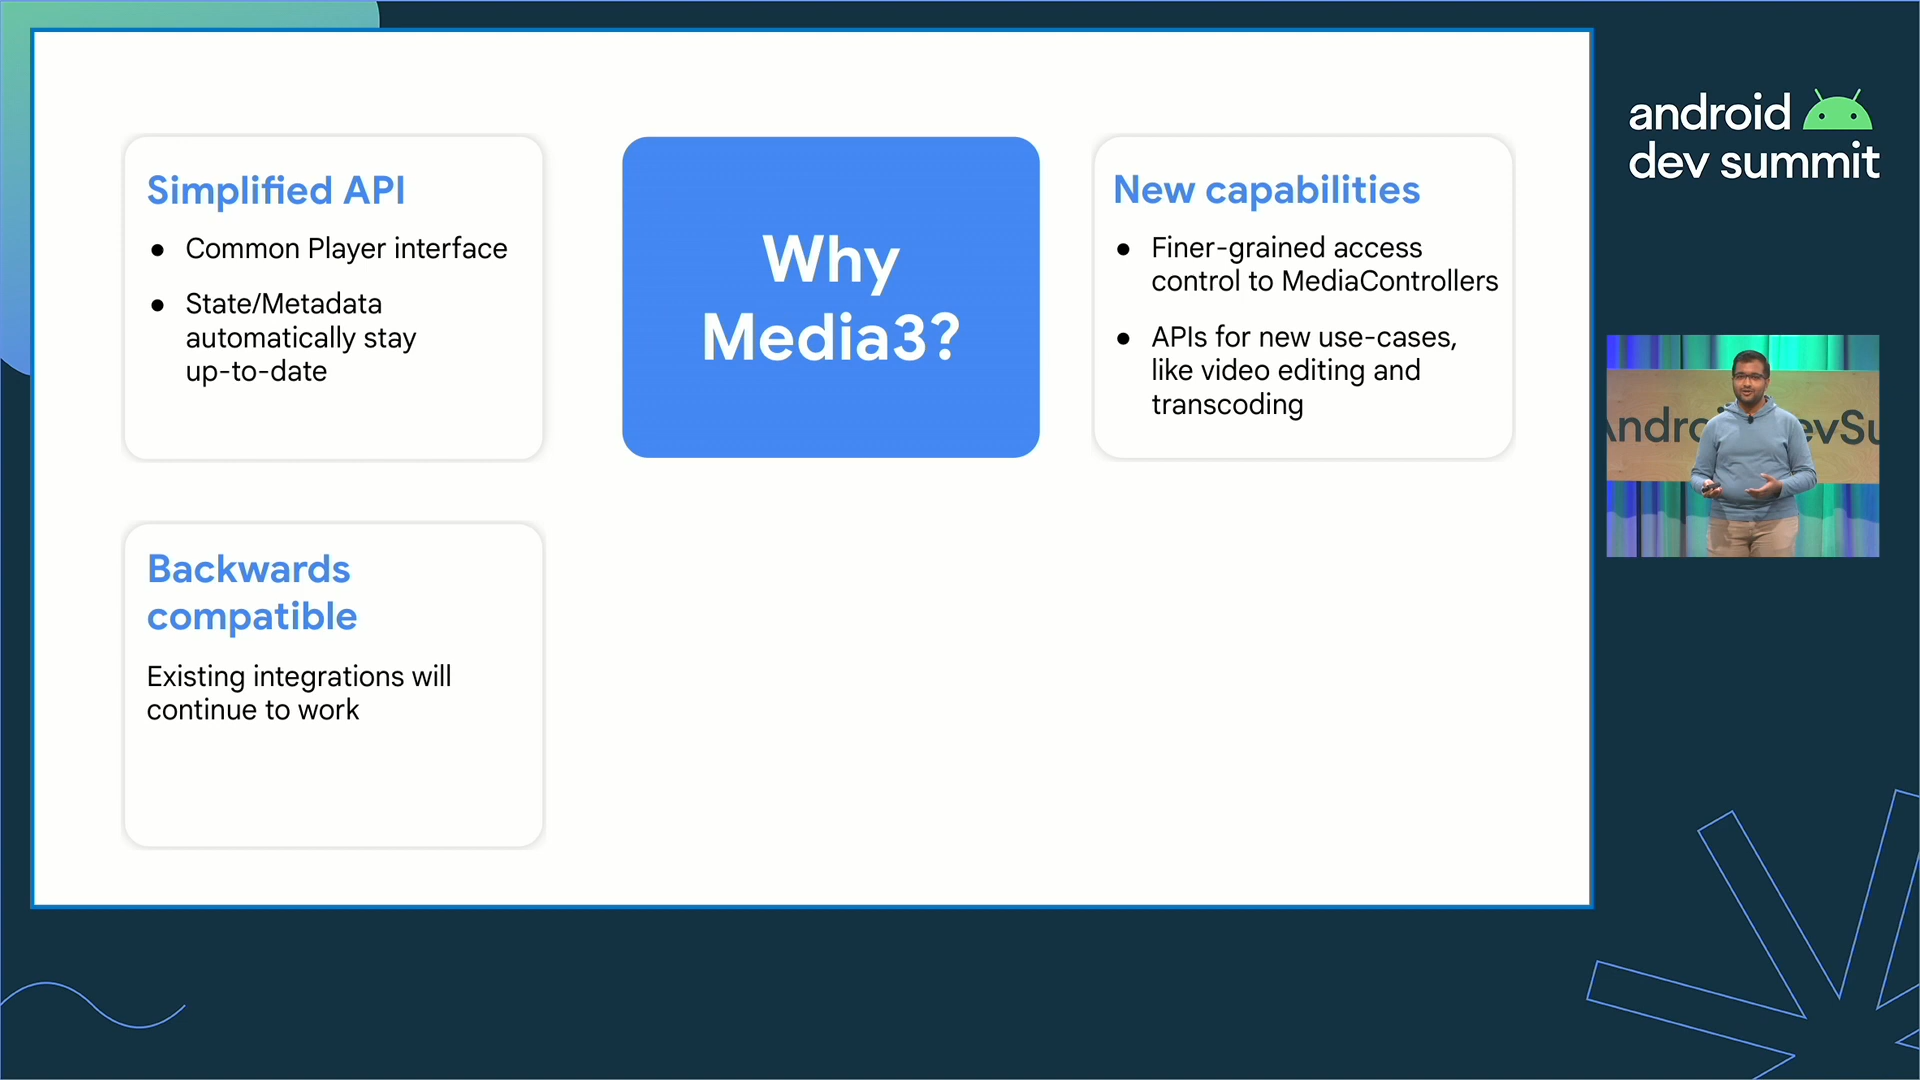 Simplified API
● Common Player interface
● State/Metadata
automatically stay
up-to-date
Why
Media3?
New capabilities
● Finer-grained access
control to MediaControllers
● APIs for new use-cases,
like video editing and
transcoding
Backwards
compatible
Existing integrations will
continue to work
android
dev summit
Andro evSu